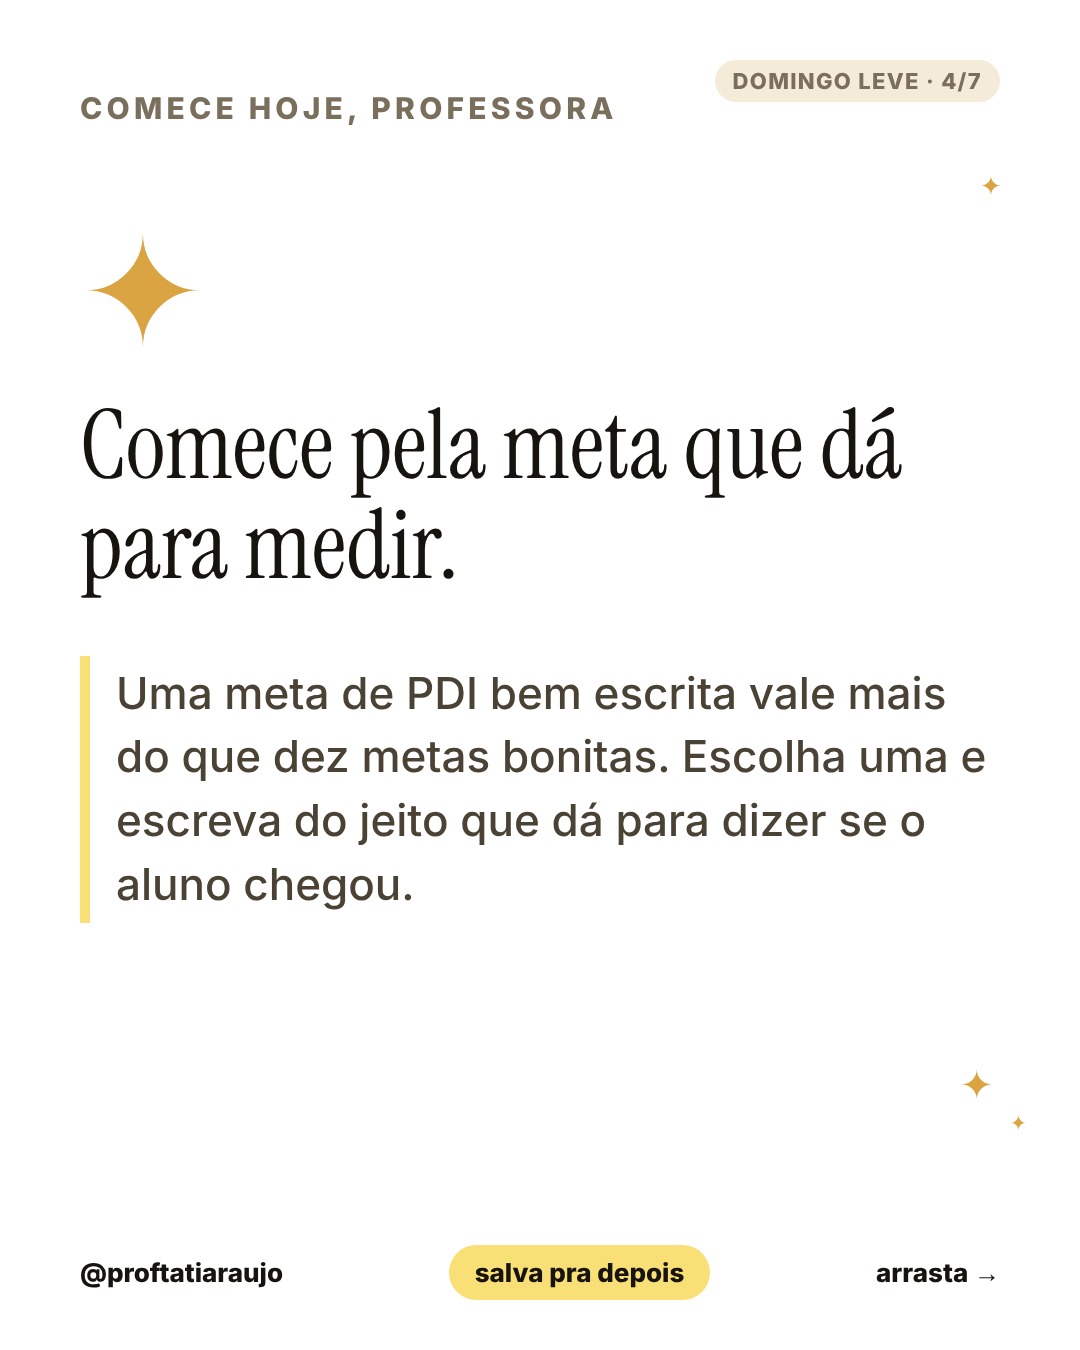 COMECE HOJE, PROFESSORA
DOMINGO LEVE · 4/7
Comece pela meta que dá
para medir.
Uma meta de PDI bem escrita vale mais
do que dez metas bonitas. Escolha uma e
escreva do jeito que dá para dizer se o
aluno chegou.
@proftatiaraujo
salva pra depois
arrasta →